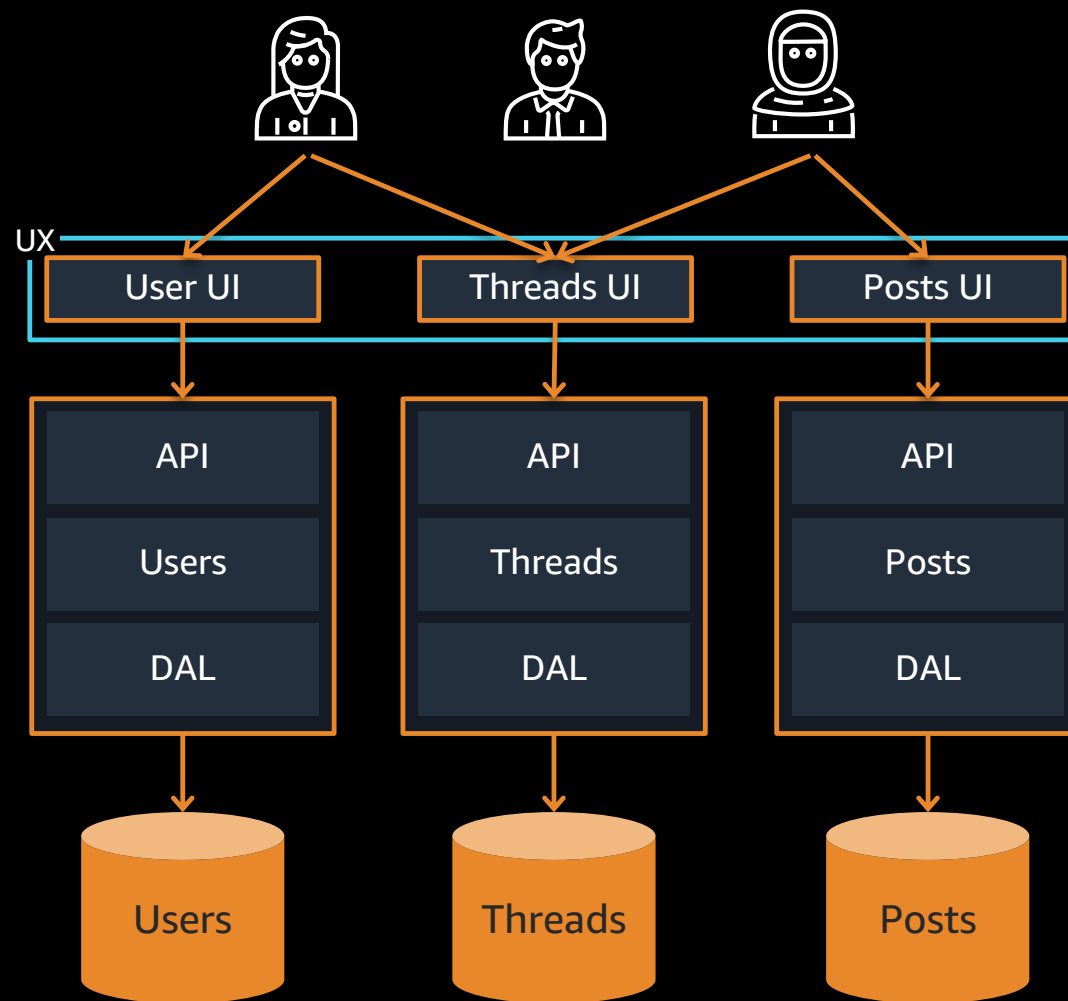 UX
User UI
Threads UI
Posts UI
API
API
API
Users
Threads
Posts
DAL
DAL
DAL
Users
Threads
Posts